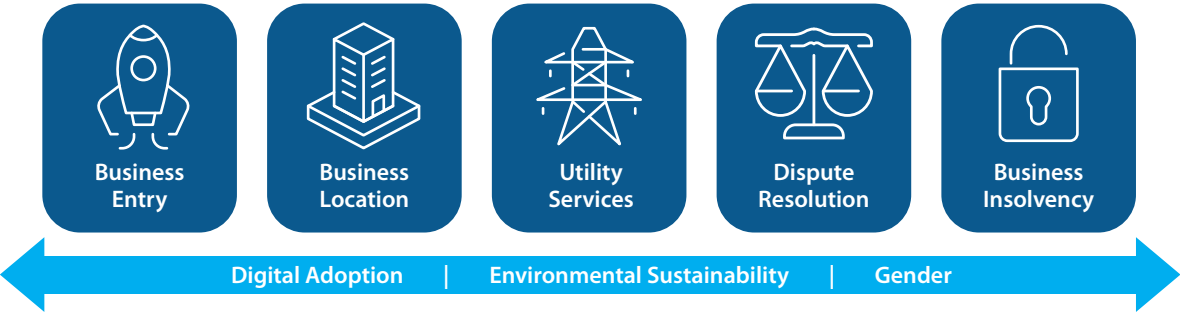 Business
Entry
Business
Location
Utility
Services
Dispute
Resolution
Business
Insolvency
Digital Adoption | Environmental Sustainability | Gender